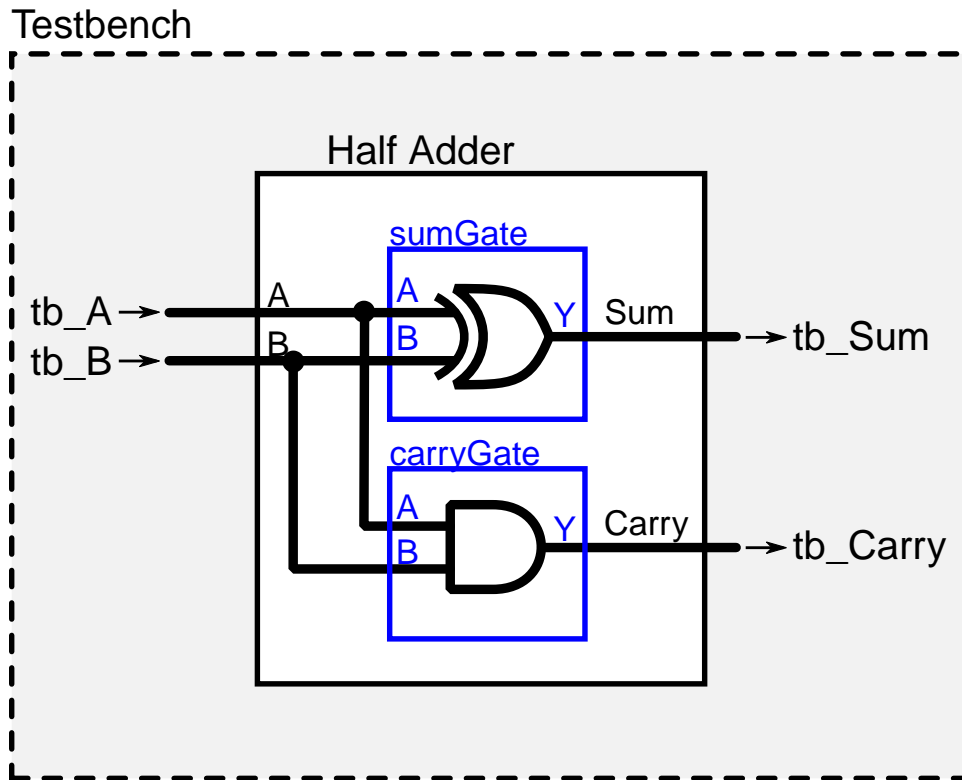 Testbench
Half Adder
sumGate
A
A
Y
Sum
tb_A
B
B
tb_Sum
tb_B
carryGate
A
Y
Carry
B
tb_Carry